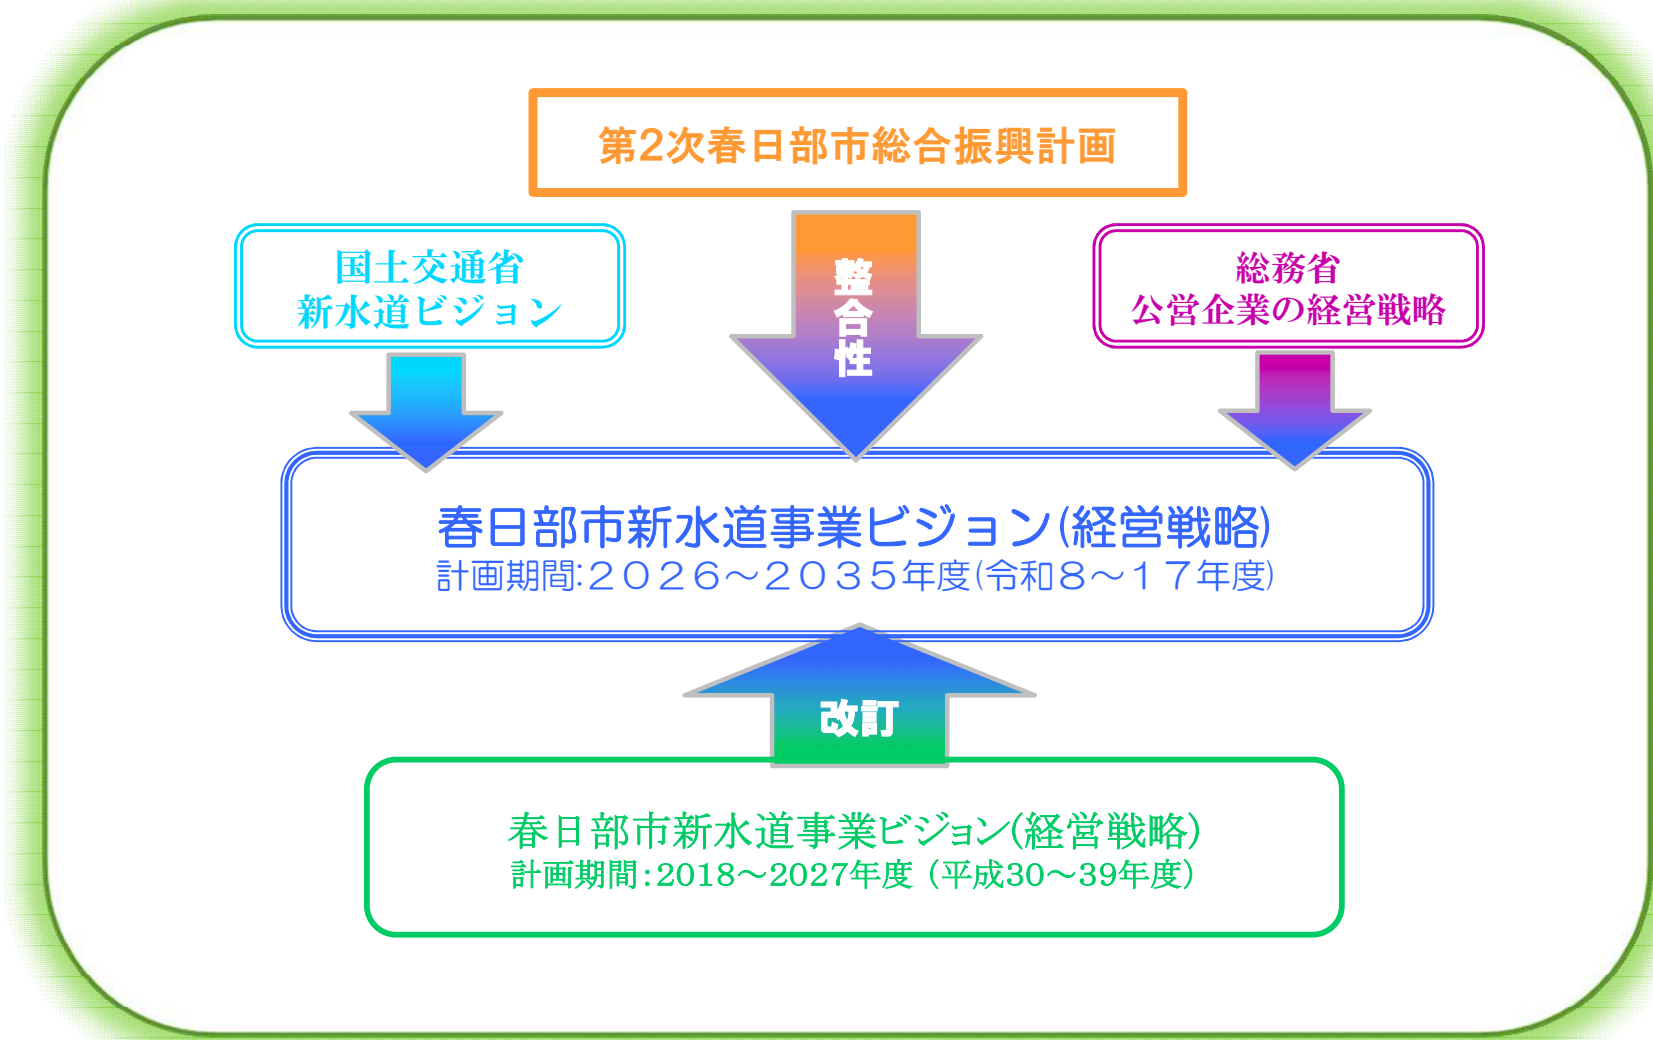 第2次春日部市総合振興計画
国土交通省
新水道ビジョン
整合性
総務省
公営企業の経営戦略
春日部市新水道事業ビジョン(経営戦略)
計画期間:２０２６～２０３５年度(令和８～１７年度)
改訂
春日部市新水道事業ビジョン(経営戦略)
計画期間:2018～2027年度（平成30～39年度）